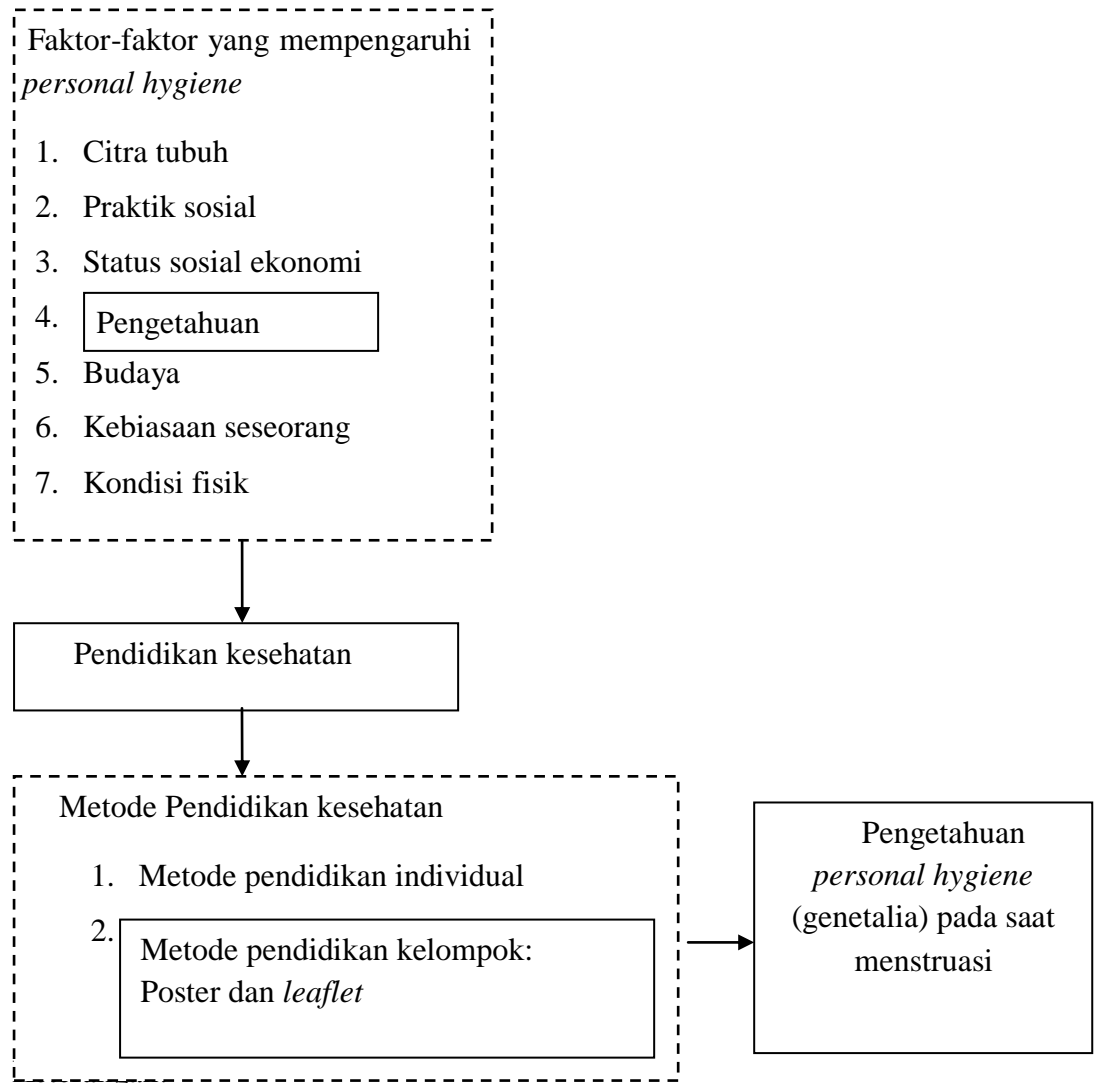 Faktor-faktor yang mempengaruhi
personal hygiene
1. Citra tubuh
2. Praktik sosial
3. Status sosial ekonomi
4. Pengetahuan
5. Budaya
6. Kebiasaan seseorang
7. Kondisi fisik
Pendidikan kesehatan
Metode Pendidikan kesehatan
1. Metode pendidikan individual
2. Metode pendidikan kelompok:
Poster dan leaflet
Pengetahuan
personal hygiene
(genetalia) pada saat
menstruasi